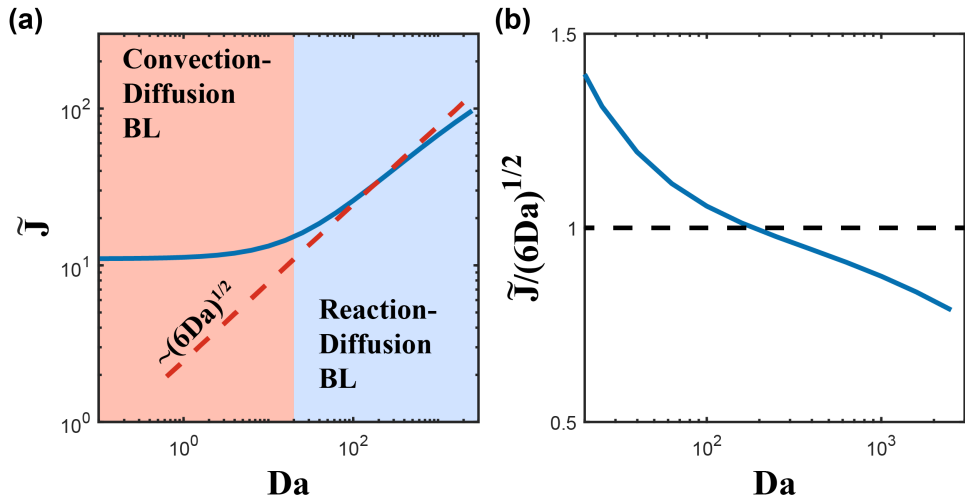 (a)
Convection-
Diffusion
BL
~(6Da)^{1/2}
Reaction-
Diffusion
BL
J̃
10^2
10^1
10^0
10^0
10^2
Da
(b)
J̃/(6Da)^{1/2}
1.5
1
0.5
10^2
10^3
Da